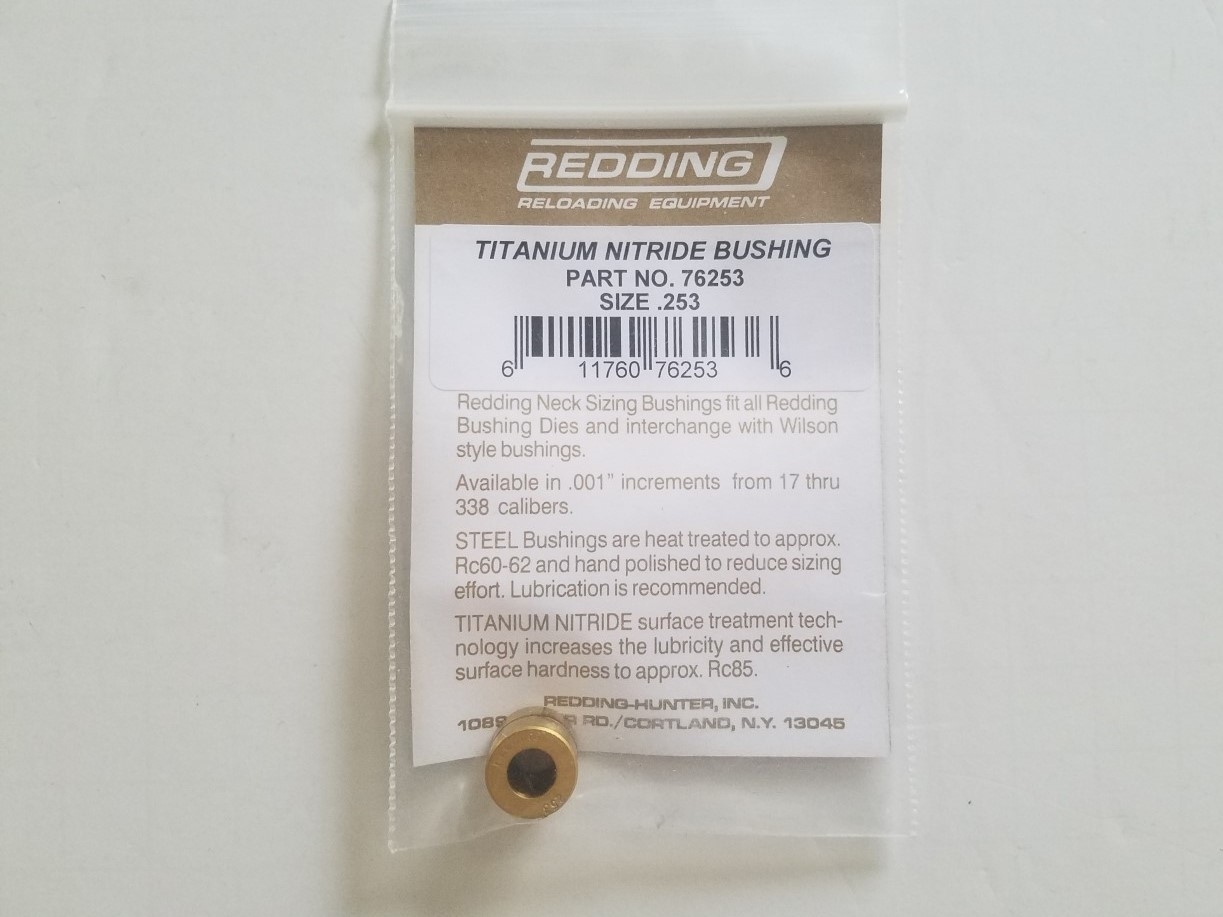 REDDING
RELOADING EQUIPMENT
TITANIUM NITRIDE BUSHING
PART NO. 76253
SIZE .253
6 11760 76253 6
Redding Neck Sizing Bushings fit all Redding
Bushing Dies and interchange with Wilson
style bushings.
Available in .001" increments from 17 thru
338 calibers.
STEEL Bushings are heat treated to approx.
Rc60-62 and hand polished to reduce sizing
effort. Lubrication is recommended.
TITANIUM NITRIDE surface treatment tech-
nology increases the lubricity and effective
surface hardness to approx. Rc85.
REDDING-HUNTER, INC.
1089 RD./CORTLAND, N.Y. 13045